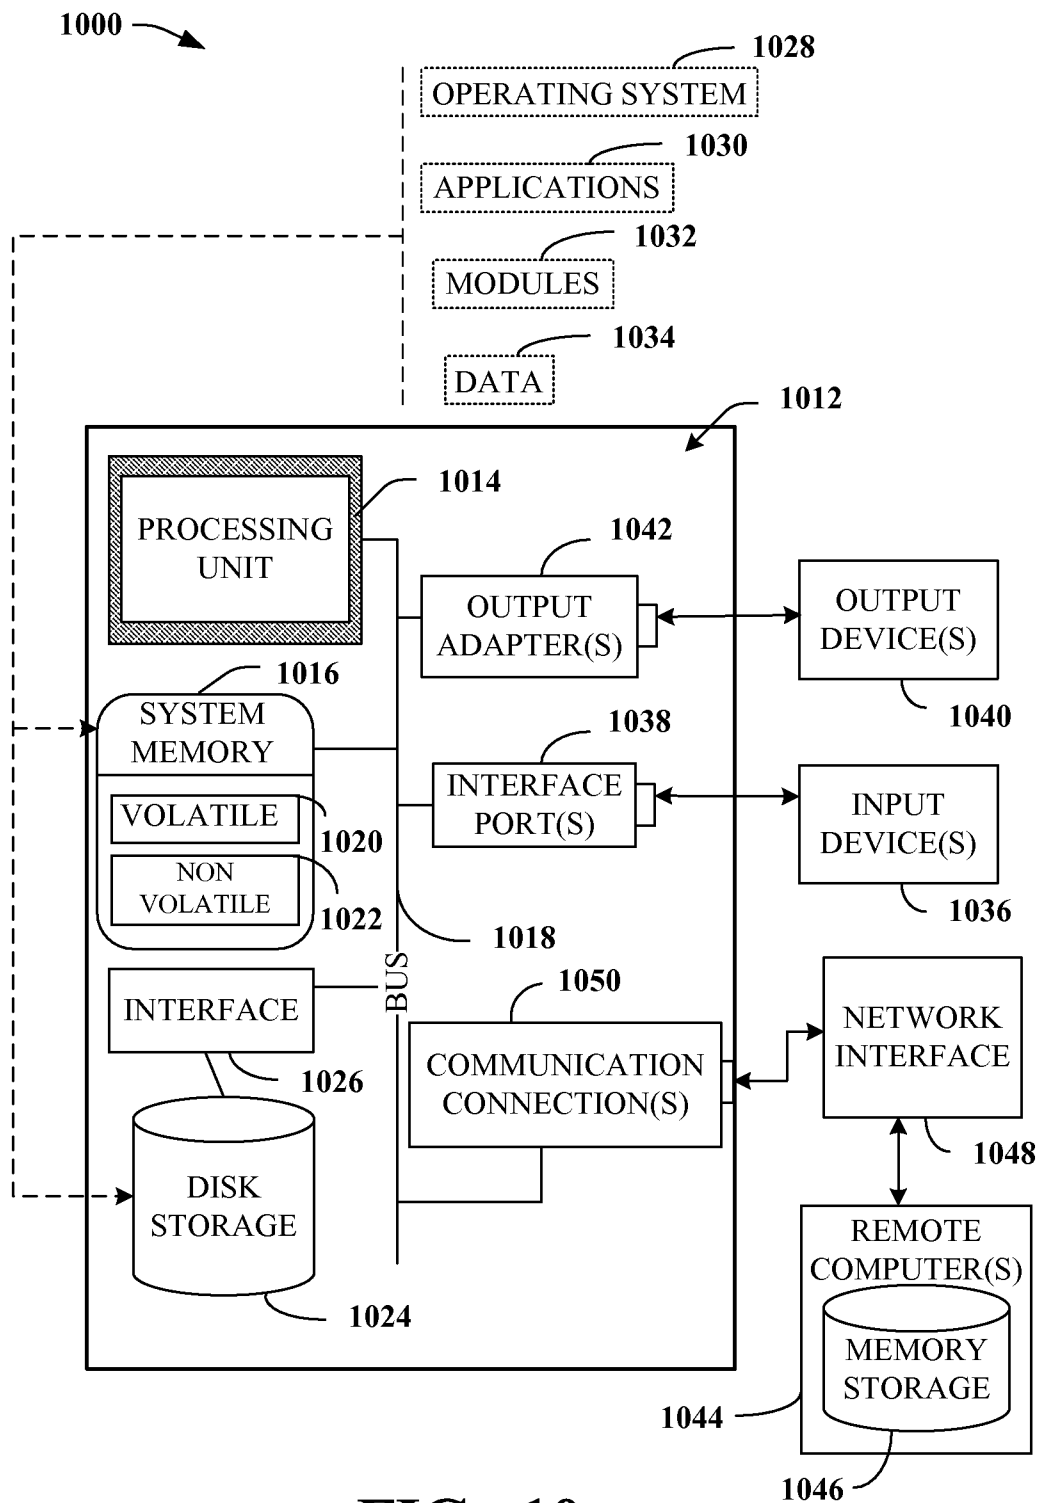 1000
1028
OPERATING SYSTEM
1030
APPLICATIONS
1032
MODULES
1034
DATA
1012
1014
PROCESSING
UNIT
1042
OUTPUT
ADAPTER(S)
OUTPUT
DEVICE(S)
1040
1016
SYSTEM
MEMORY
VOLATILE
1020
NON
VOLATILE
1022
1038
INTERFACE
PORT(S)
INPUT
DEVICE(S)
1036
1018
BUS
INTERFACE
1026
1050
COMMUNICATION
CONNECTION(S)
NETWORK
INTERFACE
1048
DISK
STORAGE
1024
REMOTE
COMPUTER(S)
MEMORY
STORAGE
1044
1046
FIG. 10